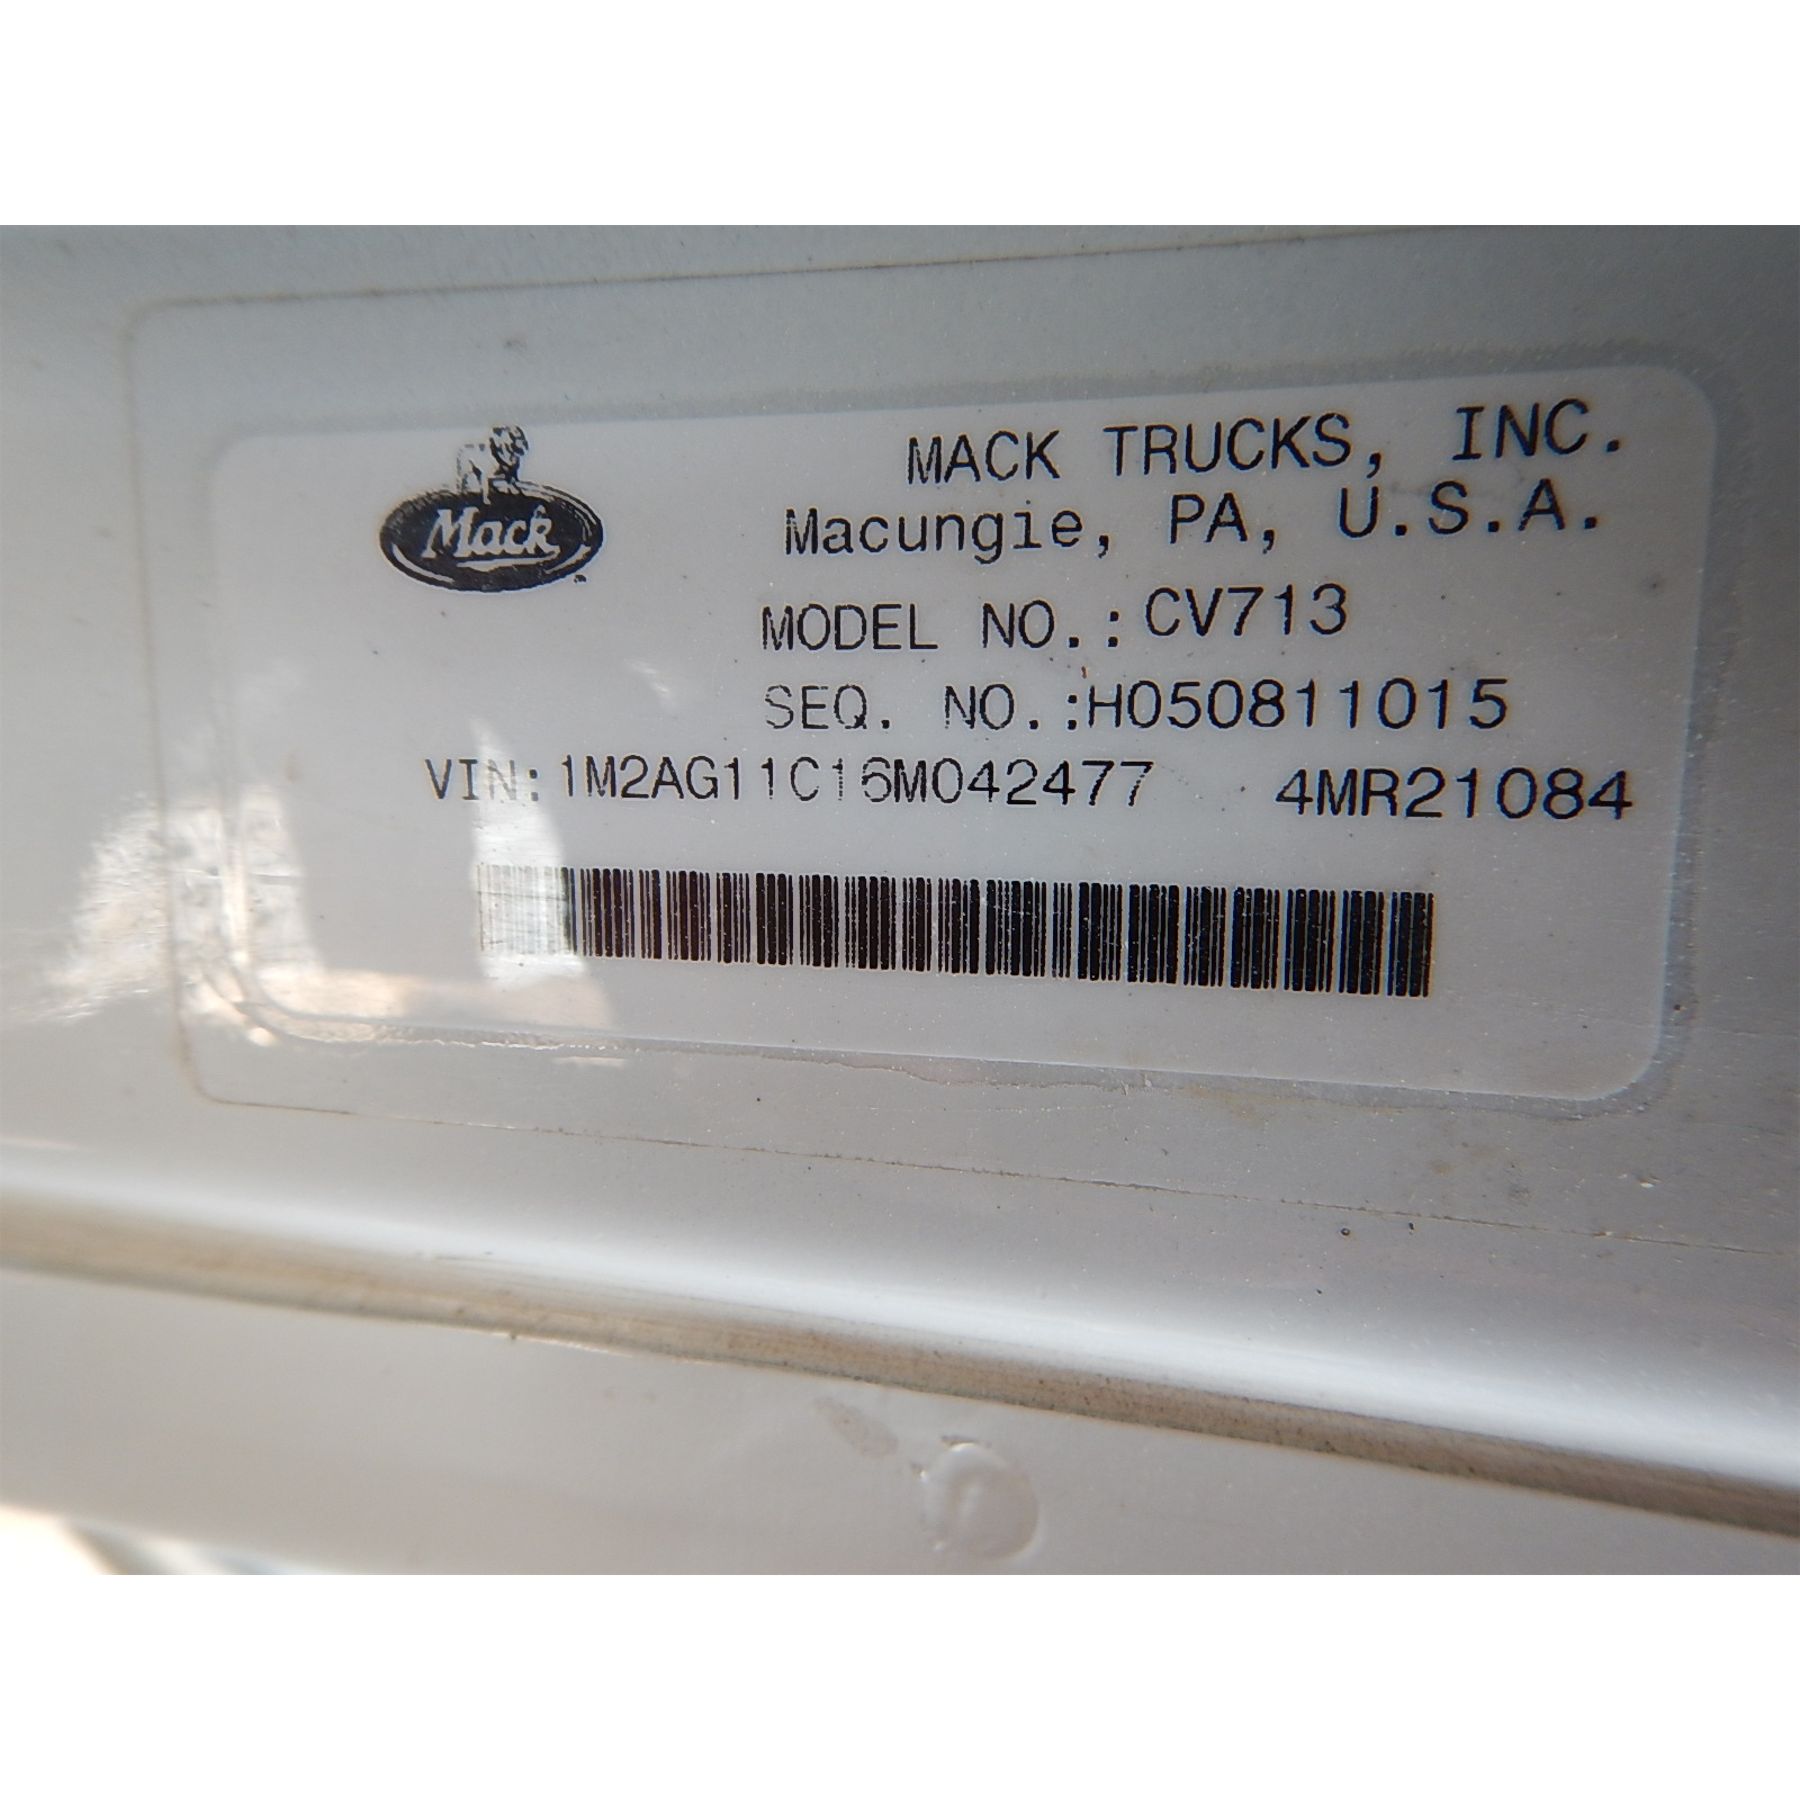 Mack
MACK TRUCKS, INC.
Macungie, PA, U.S.A.
MODEL NO.: CV713
SEQ. NO.:H050811015
VIN: 1M2AG11C16M042477 4MR21084